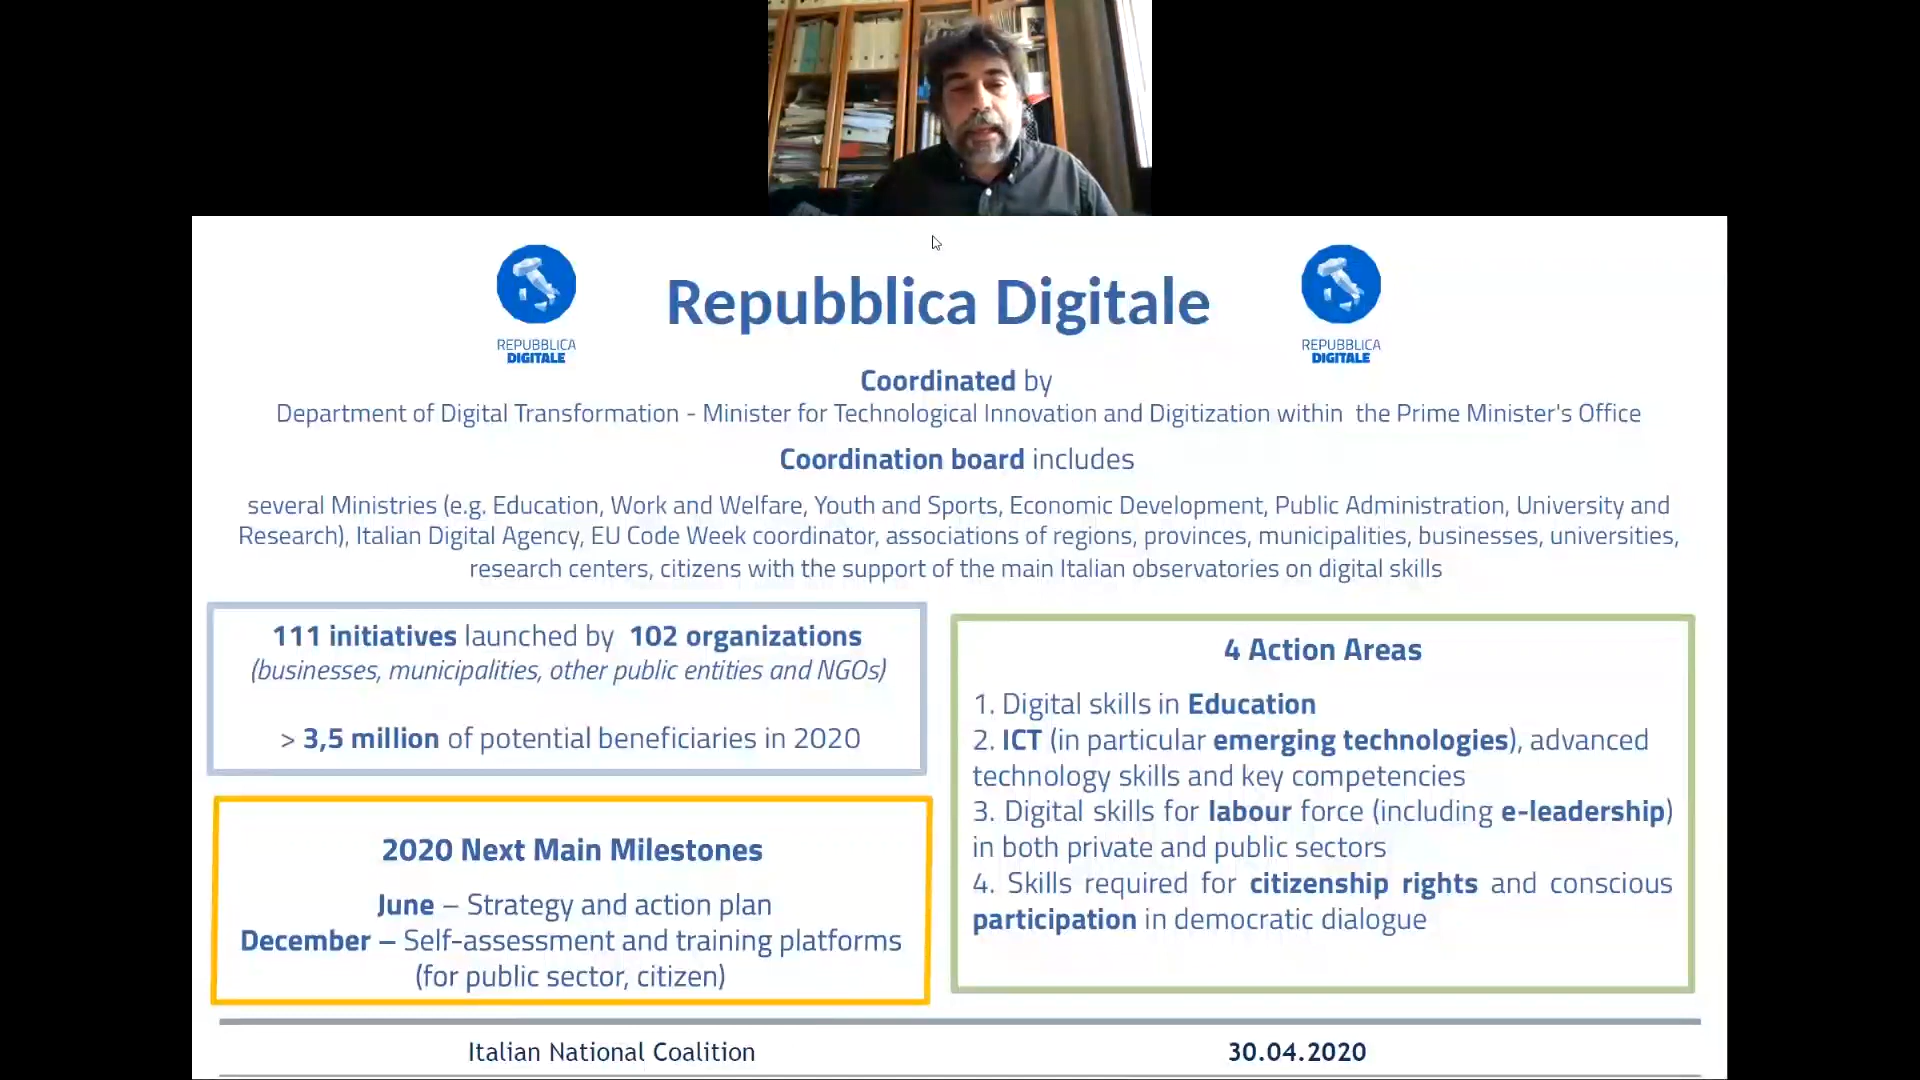 REPUBBLICA
DIGITALE
Repubblica Digitale
REPUBBLICA
DIGITALE
Coordinated by
Department of Digital Transformation - Minister for Technological Innovation and Digitization within the Prime Minister's Office
Coordination board includes
several Ministries (e.g. Education, Work and Welfare, Youth and Sports, Economic Development, Public Administration, University and
Research), Italian Digital Agency, EU Code Week coordinator, associations of regions, provinces, municipalities, businesses, universities,
research centers, citizens with the support of the main Italian observatories on digital skills
111 initiatives launched by 102 organizations
(businesses, municipalities, other public entities and NGOs)
> 3,5 million of potential beneficiaries in 2020
2020 Next Main Milestones
June – Strategy and action plan
December – Self-assessment and training platforms
(for public sector, citizen)
4 Action Areas
1. Digital skills in Education
2. ICT (in particular emerging technologies), advanced
technology skills and key competencies
3. Digital skills for labour force (including e-leadership)
in both private and public sectors
4. Skills required for citizenship rights and conscious
participation in democratic dialogue
Italian National Coalition
30.04.2020